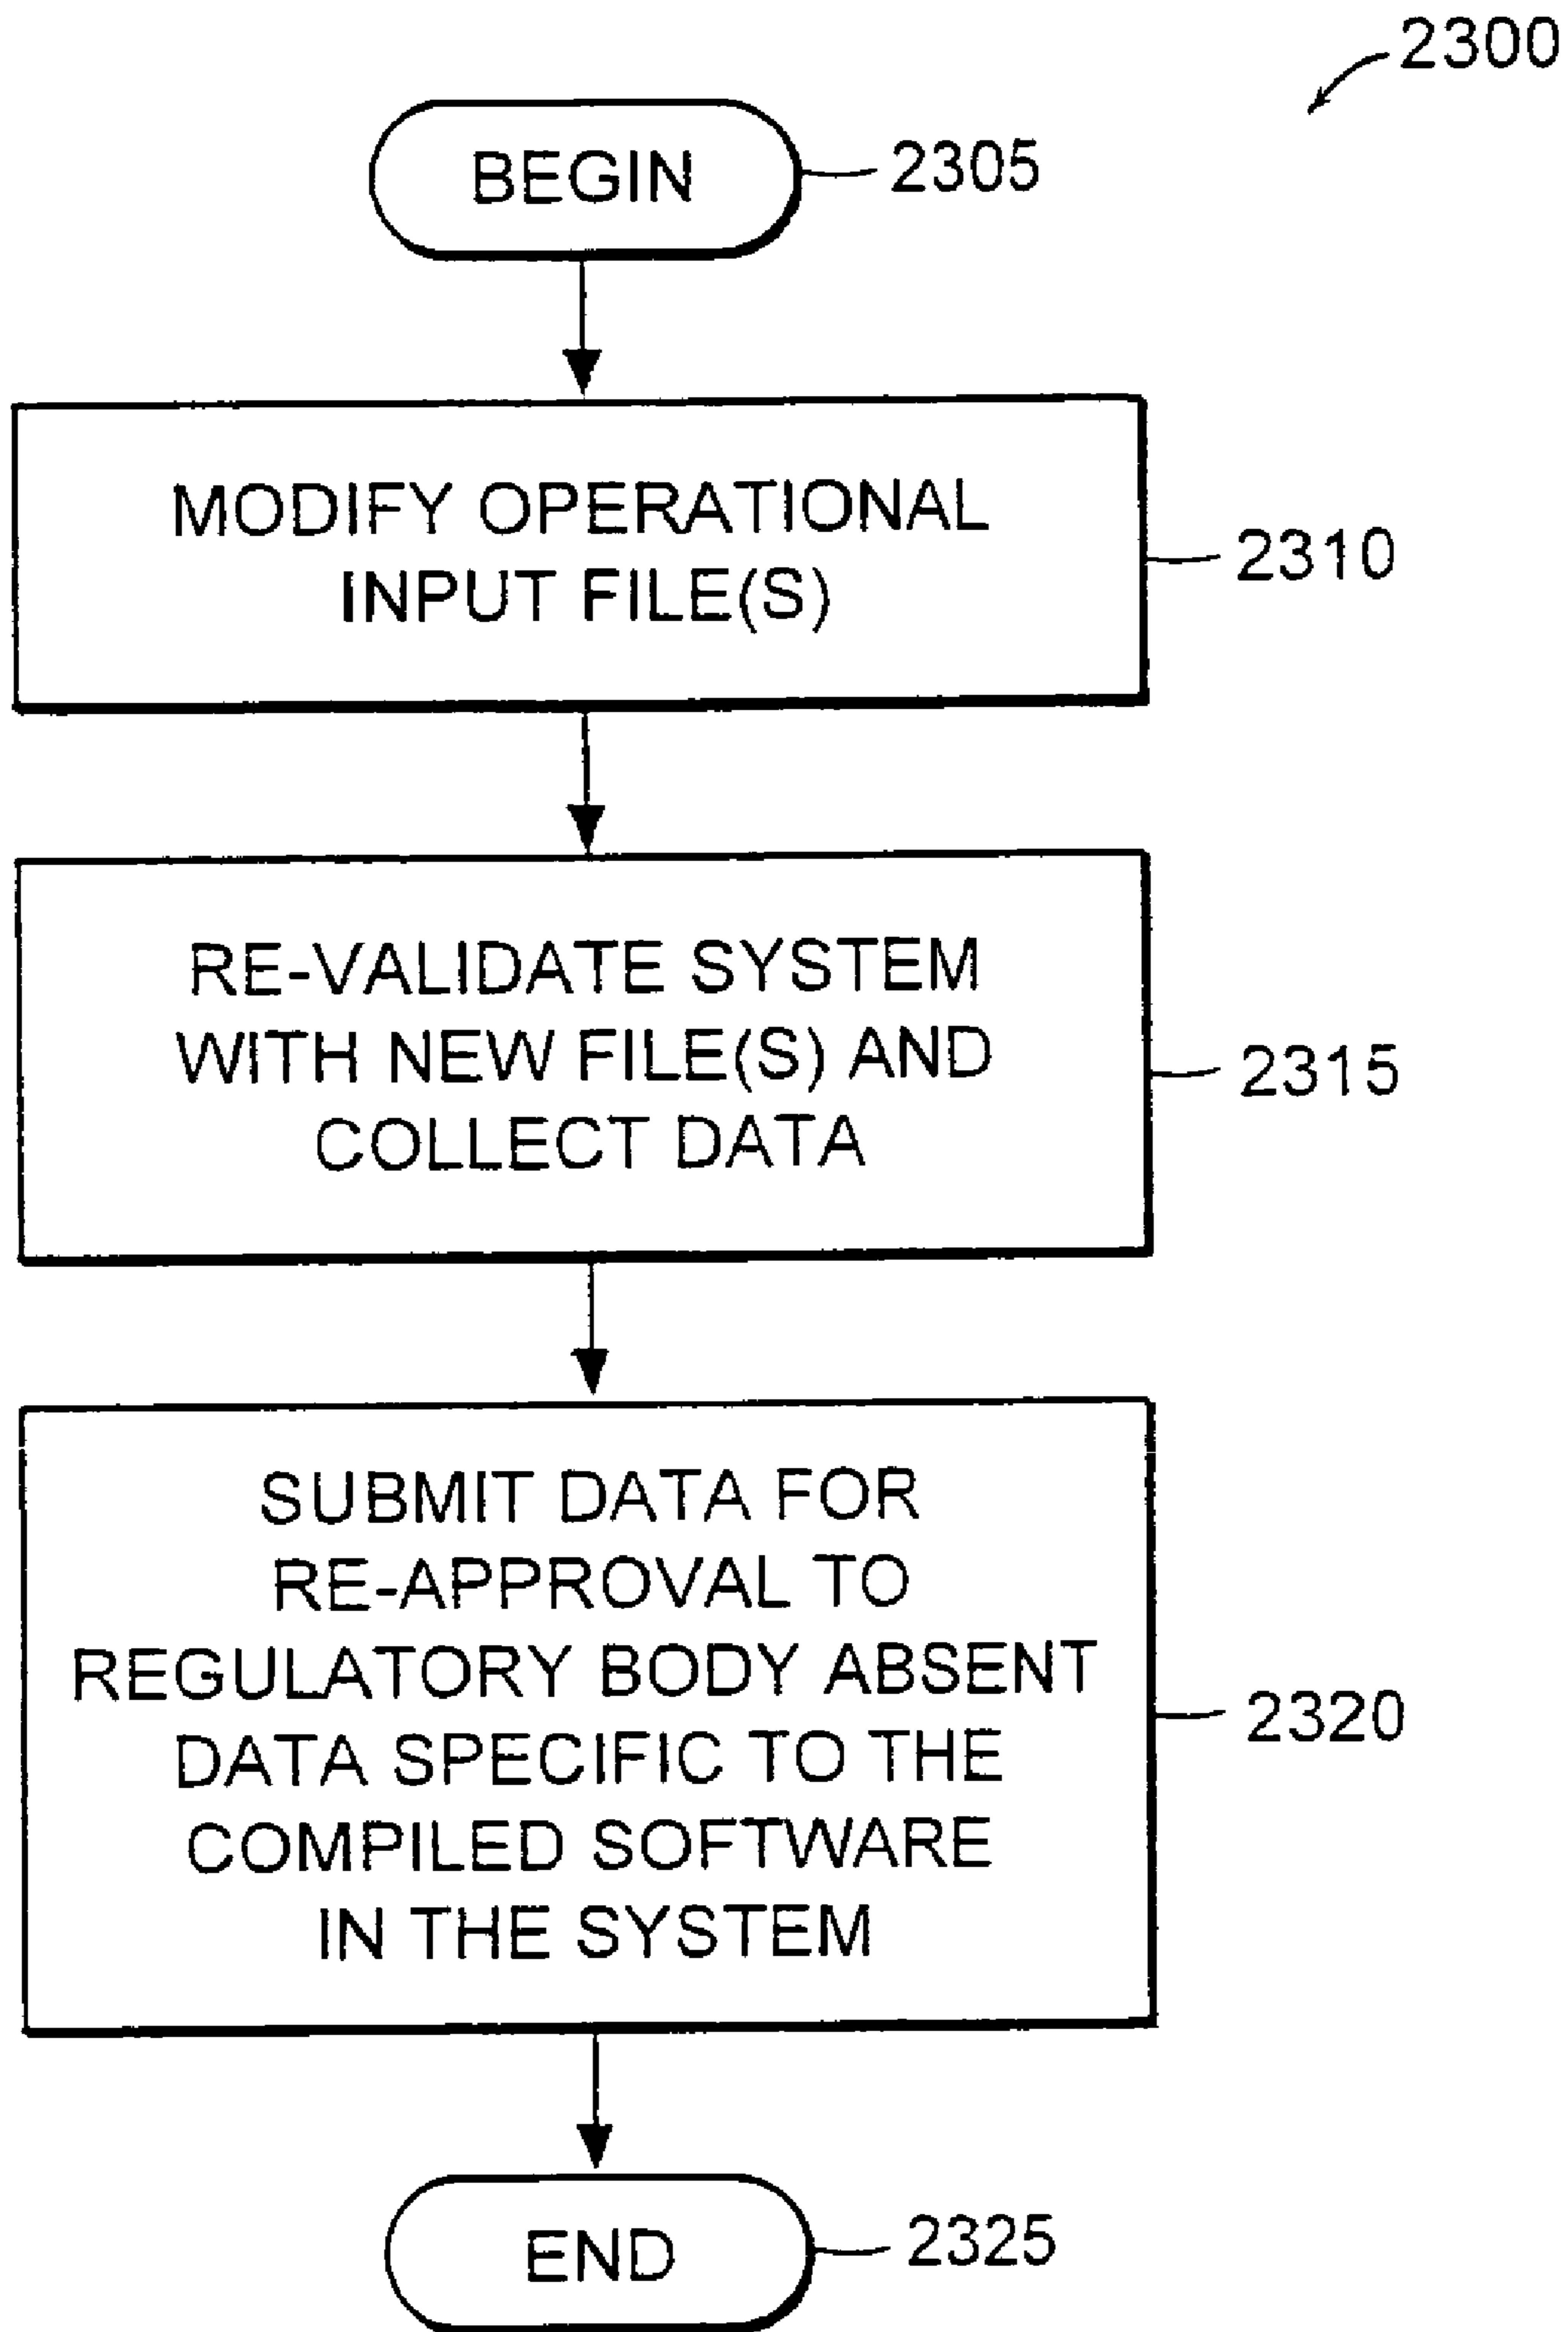 2300
BEGIN
2305
MODIFY OPERATIONAL
INPUT FILE(S)
2310
RE-VALIDATE SYSTEM
WITH NEW FILE(S) AND
COLLECT DATA
2315
SUBMIT DATA FOR
RE-APPROVAL TO
REGULATORY BODY ABSENT
DATA SPECIFIC TO THE
COMPILED SOFTWARE
IN THE SYSTEM
2320
END
2325